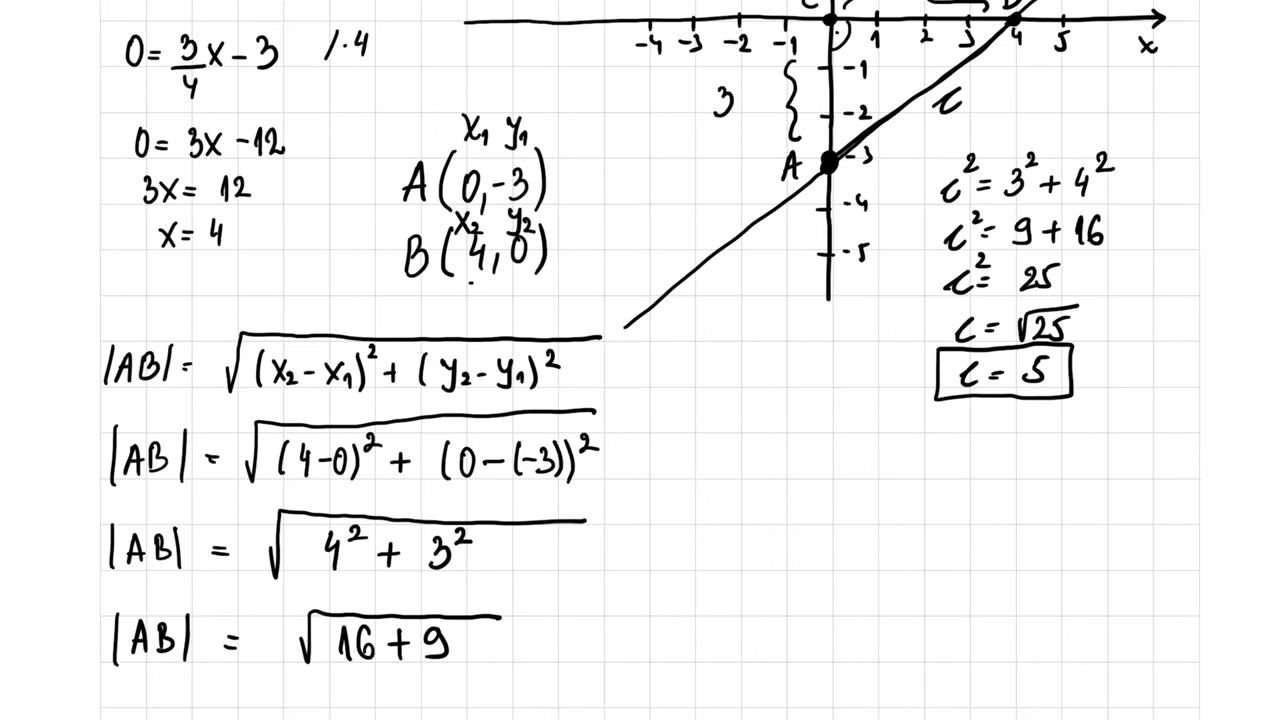 0 = 3/4 x - 3 / · 4
0 = 3x - 12
3x = 12
x = 4
x₁ y₁
A (0, -3)
x₂ y₂
B (4, 0)
-4 -3 -2 -1 1 2 3 4 5 x
-1
3
-2
c
A -3
-4
-5
c² = 3² + 4²
c² = 9 + 16
c² = 25
c = √25
c = 5
|AB| = √(x₂ - x₁)² + (y₂ - y₁)²
|AB| = √(4-0)² + (0-(-3))²
|AB| = √4² + 3²
|AB| = √16 + 9